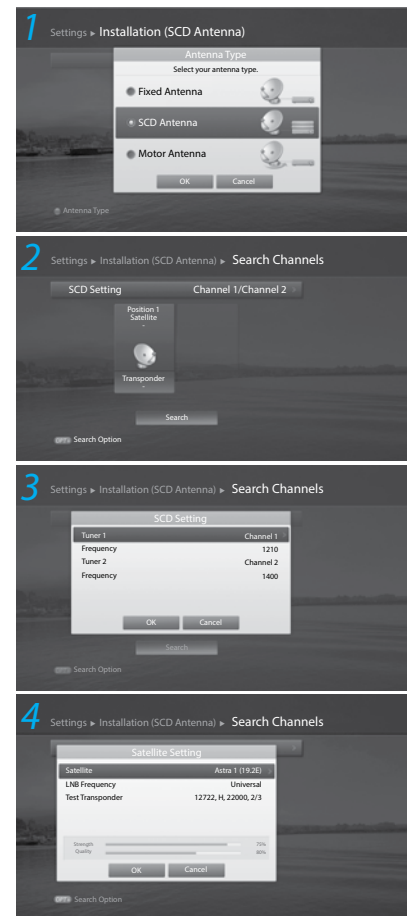 1
Settings ▸ Installation (SCD Antenna)
Antenna Type
Select your antenna type.
Fixed Antenna
SCD Antenna
Motor Antenna
OK Cancel
Antenna Type
2
Settings ▸ Installation (SCD Antenna) ▸ Search Channels
SCD Setting Channel 1/Channel 2
Position 1
Satellite
-
Transponder
-
Search
OPT+ Search Option
3
Settings ▸ Installation (SCD Antenna) ▸ Search Channels
SCD Setting
Tuner 1 Channel 1
Frequency 1210
Tuner 2 Channel 2
Frequency 1400
OK Cancel
Search
OPT+ Search Option
4
Settings ▸ Installation (SCD Antenna) ▸ Search Channels
Satellite Setting
Satellite Astra 1 (19.2E)
LNB Frequency Universal
Test Transponder 12722, H, 22000, 2/3
Strength 70%
Quality 80%
OK Cancel
OPT+ Search Option